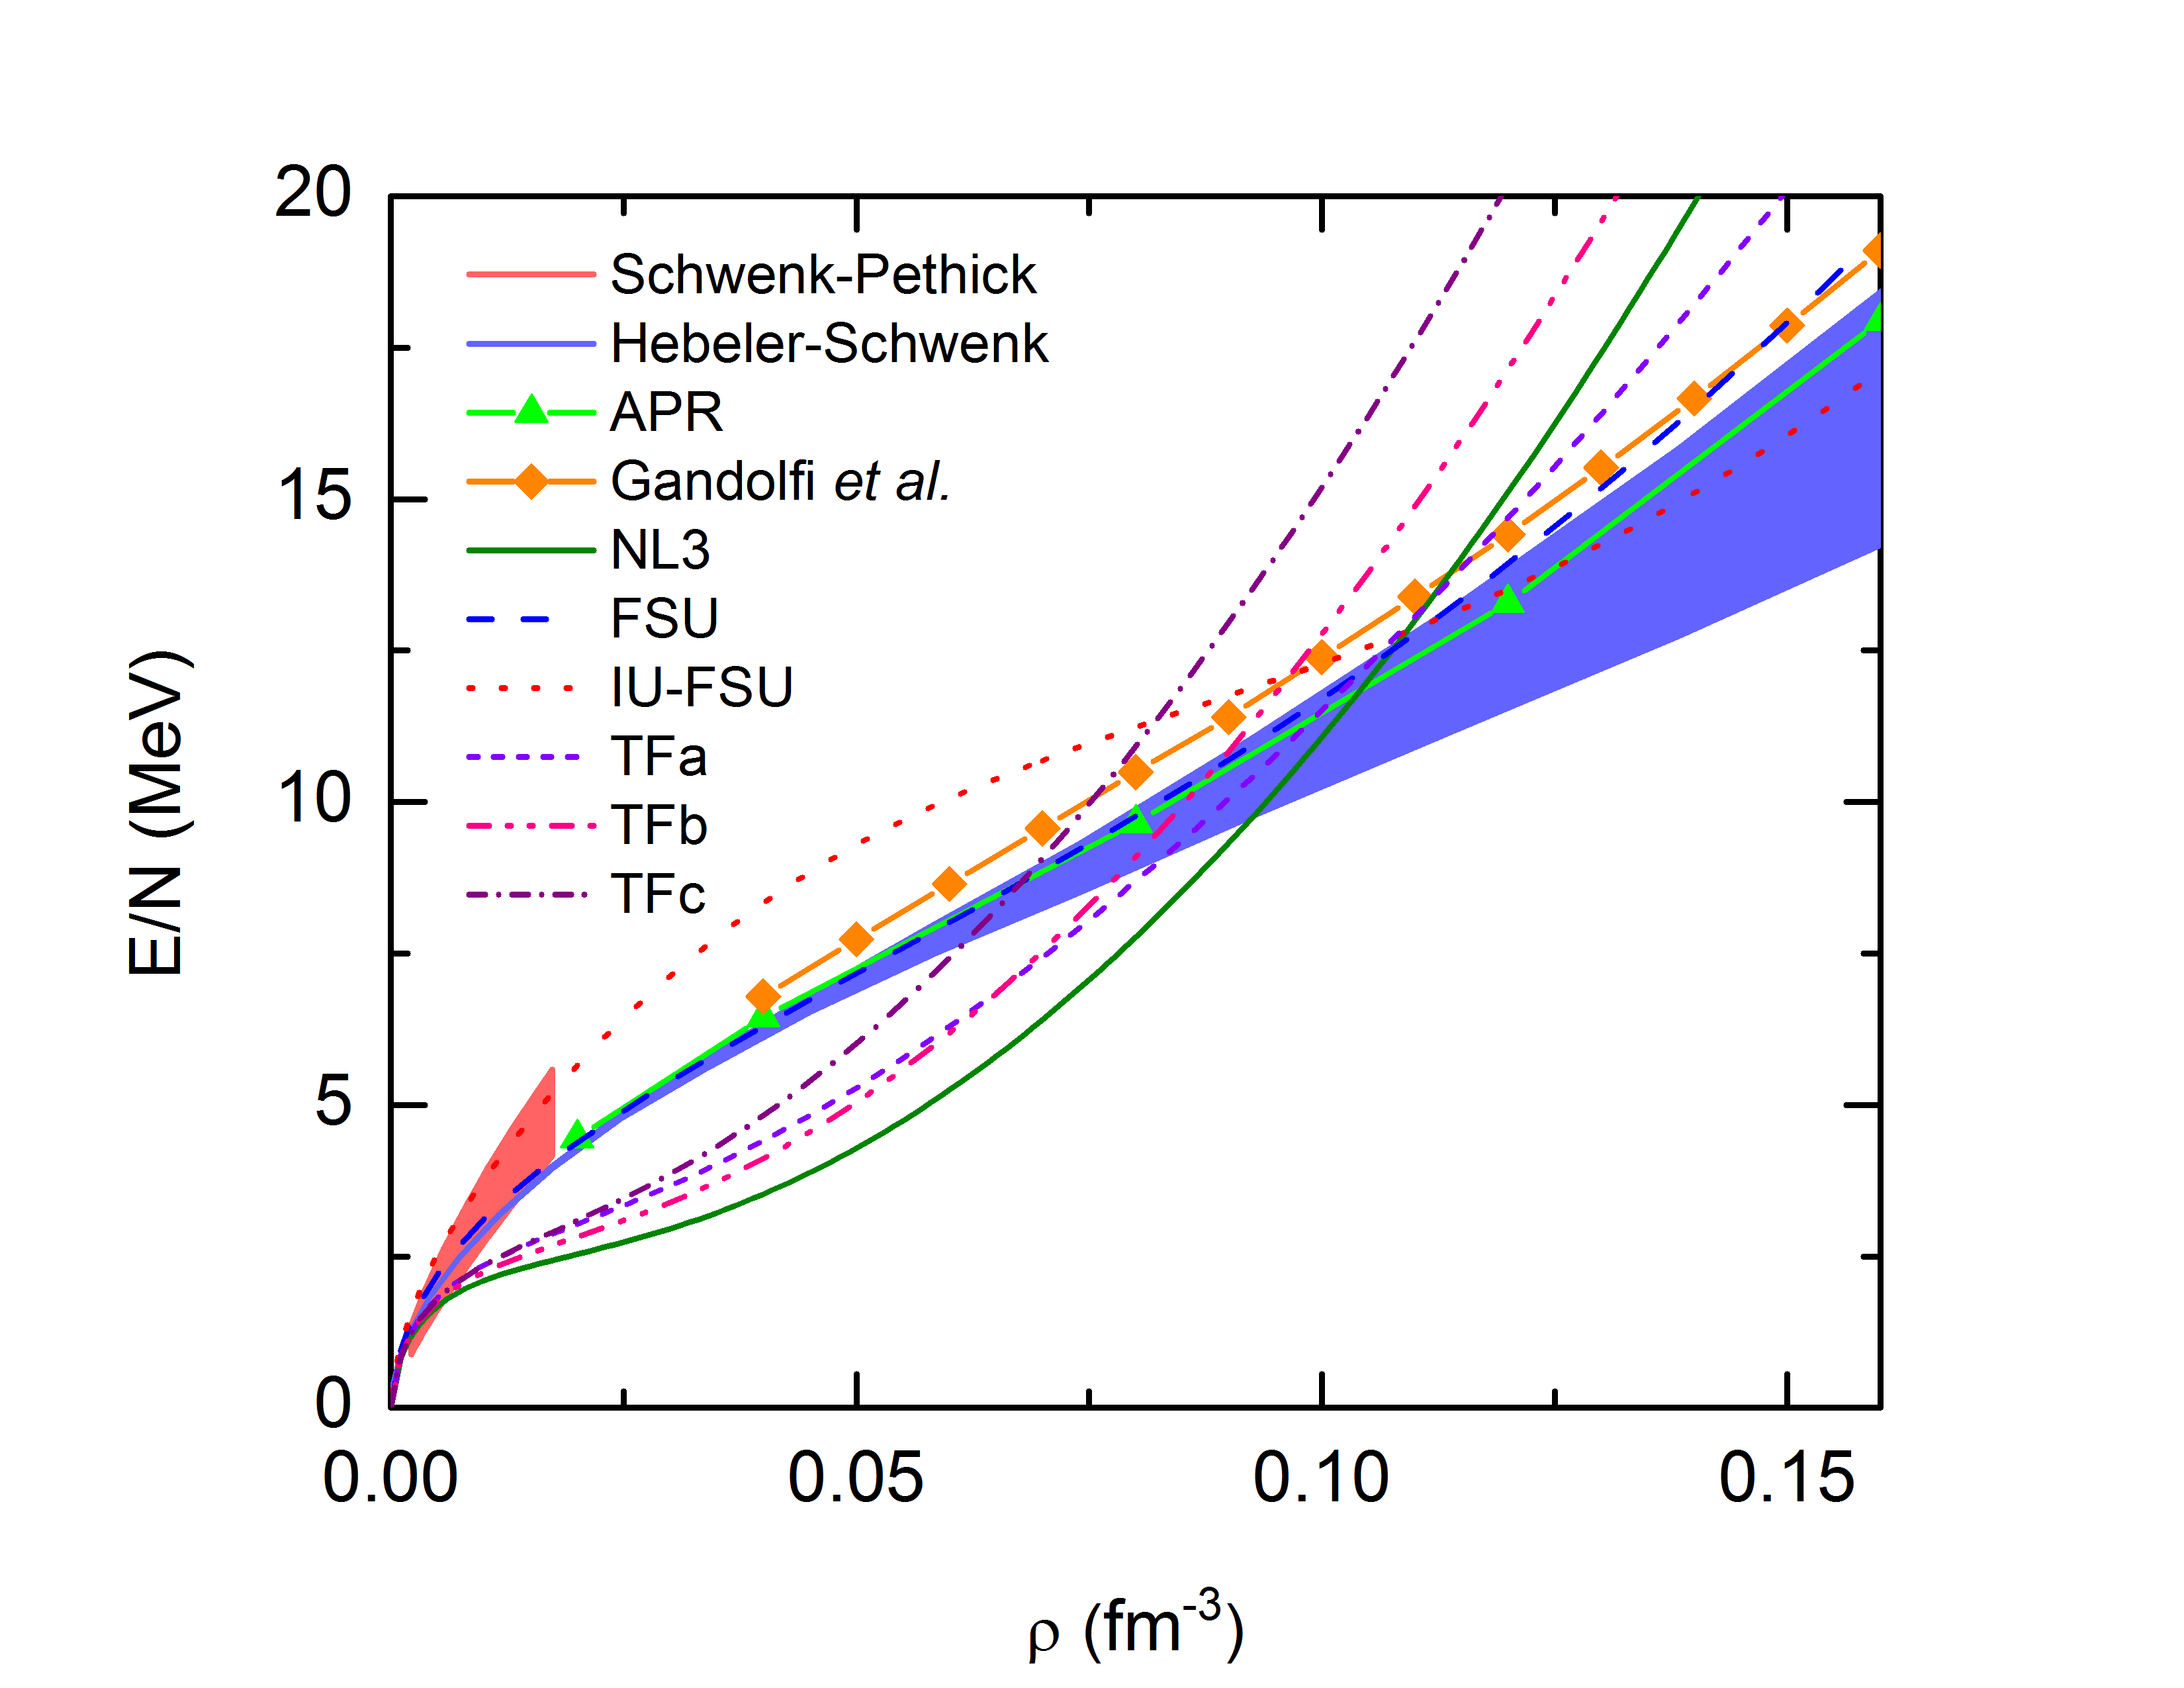 20
15
10
5
0
E/N (MeV)
Schwenk-Pethick
Hebeler-Schwenk
APR
Gandolfi et al.
NL3
FSU
IU-FSU
TFa
TFb
TFc
0.00 0.05 0.10 0.15
ρ (fm⁻³)